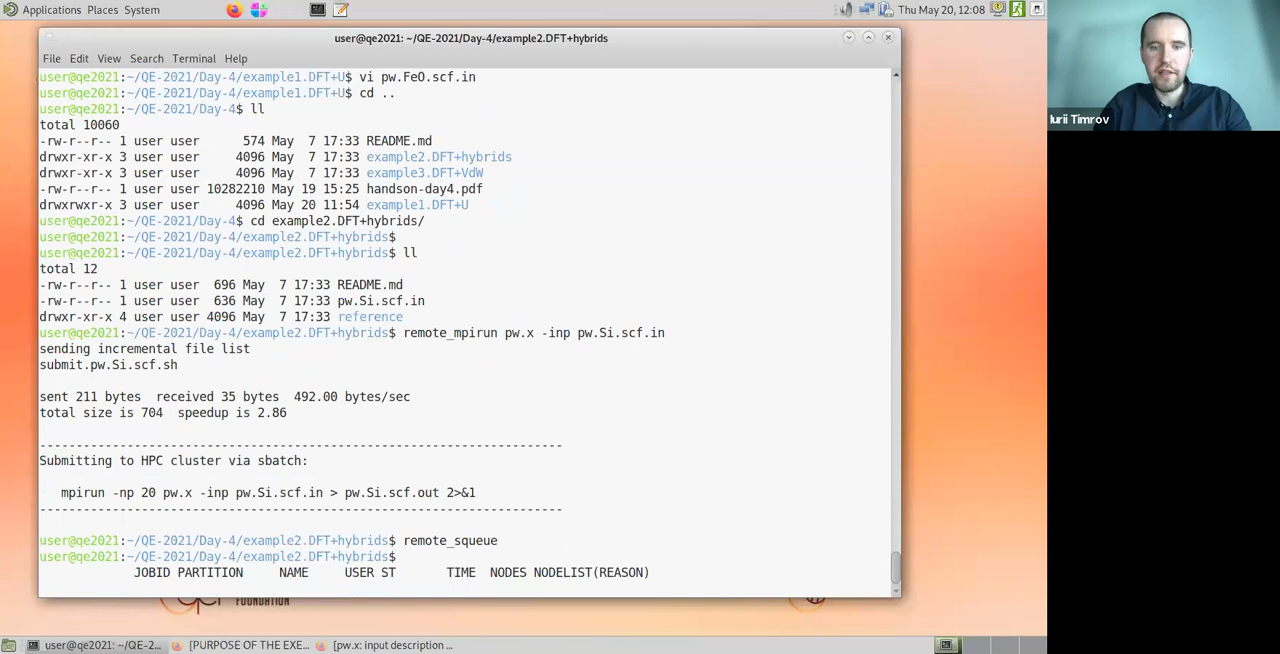 Applications Places System
Thu May 20, 12:08
user@qe2021: ~/QE-2021/Day-4/example2.DFT+hybrids
File Edit View Search Terminal Help
user@qe2021:~/QE-2021/Day-4/example1.DFT+U$ vi pw.FeO.scf.in
user@qe2021:~/QE-2021/Day-4/example1.DFT+U$ cd ..
user@qe2021:~/QE-2021/Day-4$ ll
total 10060
-rw-r--r-- 1 user user 574 May 7 17:33 README.md
drwxr-xr-x 3 user user 4096 May 7 17:33 example2.DFT+hybrids
drwxr-xr-x 3 user user 4096 May 7 17:33 example3.DFT+VdW
-rw-r--r-- 1 user user 10282210 May 19 15:25 handson-day4.pdf
drwxrwxr-x 3 user user 4096 May 20 11:54 example1.DFT+U
user@qe2021:~/QE-2021/Day-4$ cd example2.DFT+hybrids/
user@qe2021:~/QE-2021/Day-4/example2.DFT+hybrids$
user@qe2021:~/QE-2021/Day-4/example2.DFT+hybrids$ ll
total 12
-rw-r--r-- 1 user user 696 May 7 17:33 README.md
-rw-r--r-- 1 user user 636 May 7 17:33 pw.Si.scf.in
drwxr-xr-x 4 user user 4096 May 7 17:33 reference
user@qe2021:~/QE-2021/Day-4/example2.DFT+hybrids$ remote_mpirun pw.x -inp pw.Si.scf.in
sending incremental file list
submit.pw.Si.scf.sh
sent 211 bytes received 35 bytes 492.00 bytes/sec
total size is 704 speedup is 2.86
------------------------------------------------------------------------
Submitting to HPC cluster via sbatch:
mpirun -np 20 pw.x -inp pw.Si.scf.in > pw.Si.scf.out 2>&1
------------------------------------------------------------------------
user@qe2021:~/QE-2021/Day-4/example2.DFT+hybrids$ remote_squeue
user@qe2021:~/QE-2021/Day-4/example2.DFT+hybrids$
JOBID PARTITION NAME USER ST TIME NODES NODELIST(REASON)
FOUNDATION
user@qe2021: ~/QE-2... [PURPOSE OF THE EXE... [pw.x: input description ...
Iurii Timrov